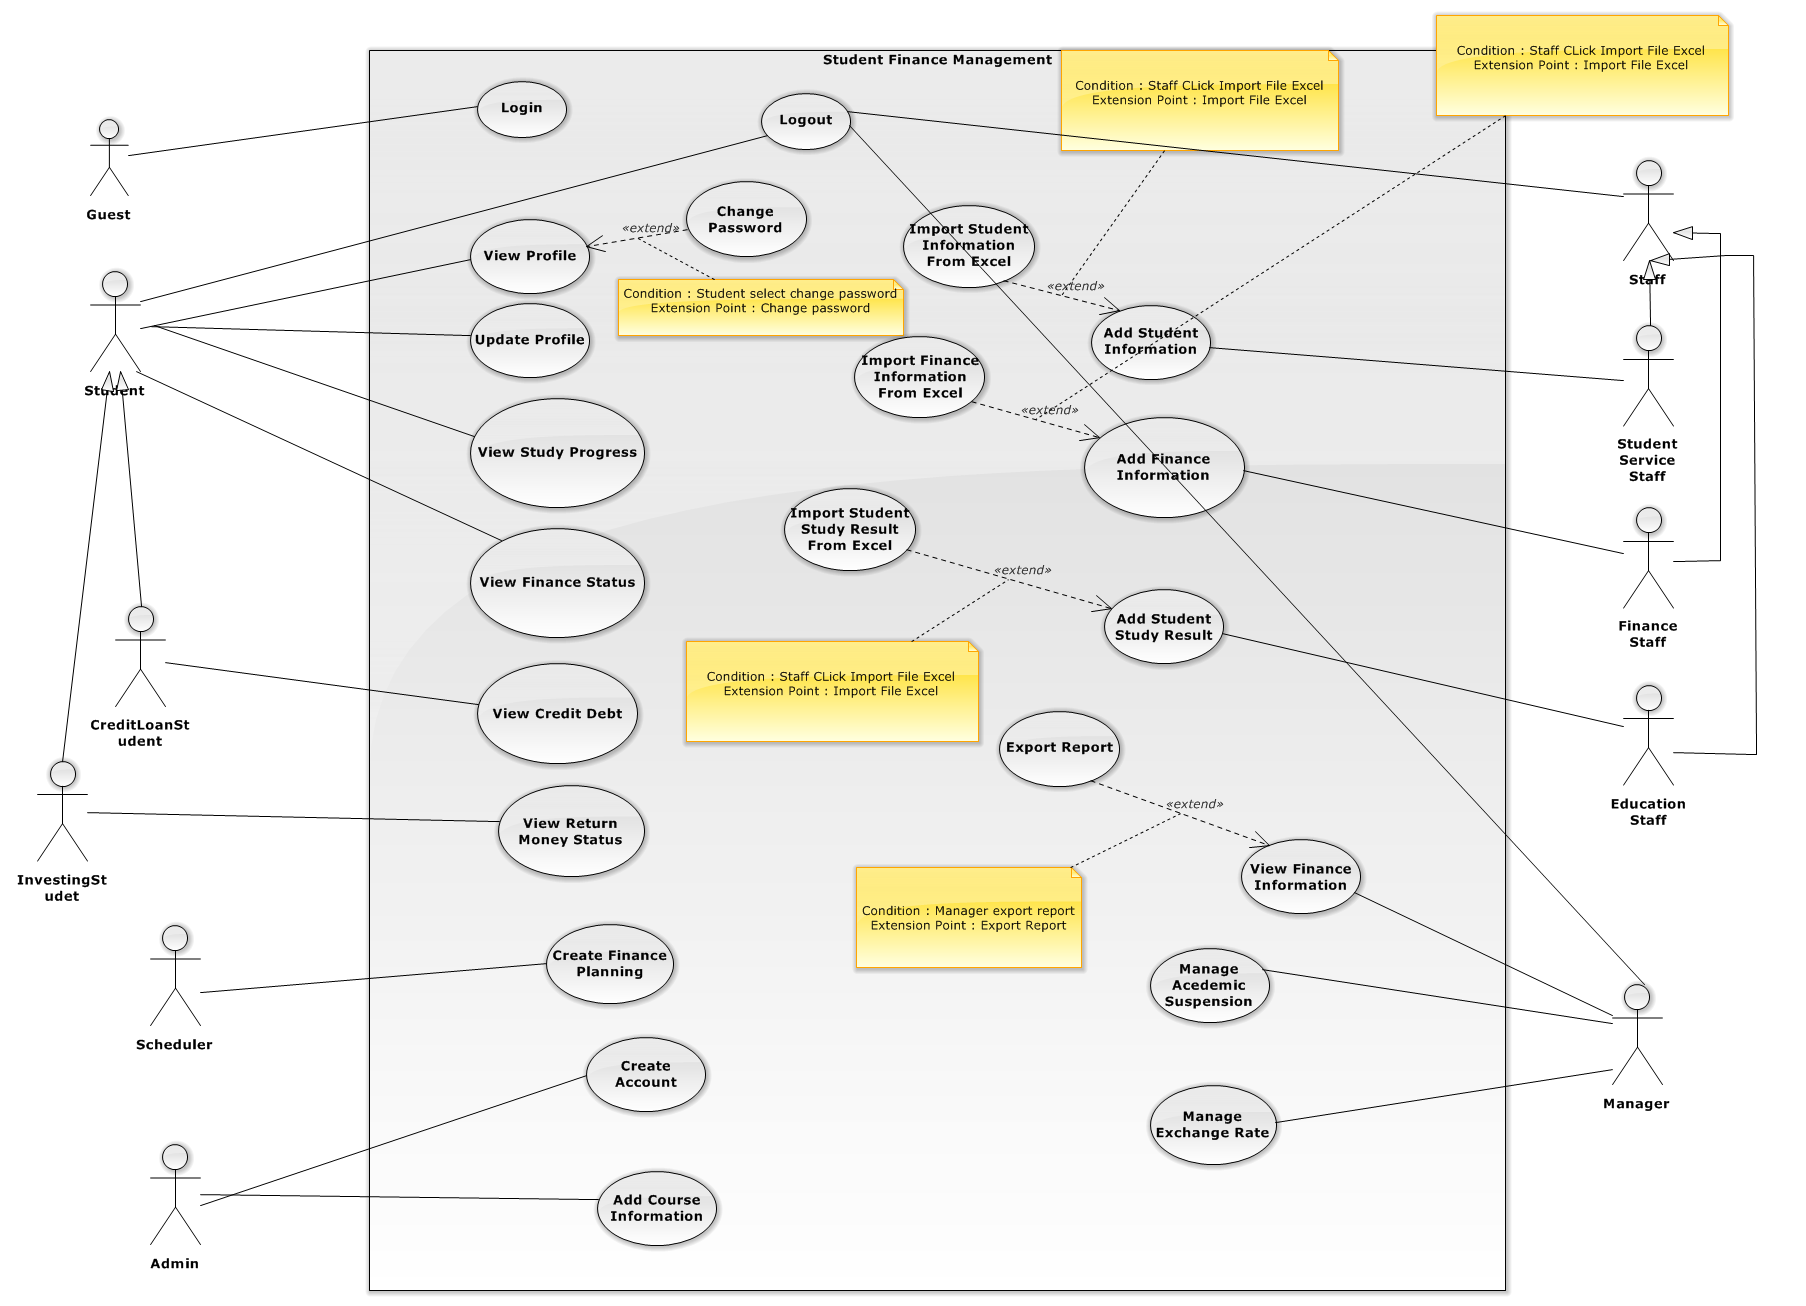 Student Finance Management
Condition : Staff CLick Import File Excel
Extension Point : Import File Excel
Condition : Staff CLick Import File Excel
Extension Point : Import File Excel
Login
Logout
Guest
Change
Password
«extend»
View Profile
Import Student
Information
From Excel
«extend»
Staff
Condition : Student select change password
Extension Point : Change password
Update Profile
Add Student
Information
Student
Import Finance
Information
From Excel
«extend»
Student
Service
Staff
View Study Progress
Add Finance
Information
Import Student
Study Result
From Excel
«extend»
View Finance Status
Add Student
Study Result
Finance
Staff
Condition : Staff CLick Import File Excel
Extension Point : Import File Excel
CreditLoanSt
udent
View Credit Debt
Export Report
«extend»
Education
Staff
View Return
Money Status
InvestingSt
udet
View Finance
Information
Condition : Manager export report
Extension Point : Export Report
Create Finance
Planning
Manage
Acedemic
Suspension
Scheduler
Create
Account
Manager
Manage
Exchange Rate
Add Course
Information
Admin